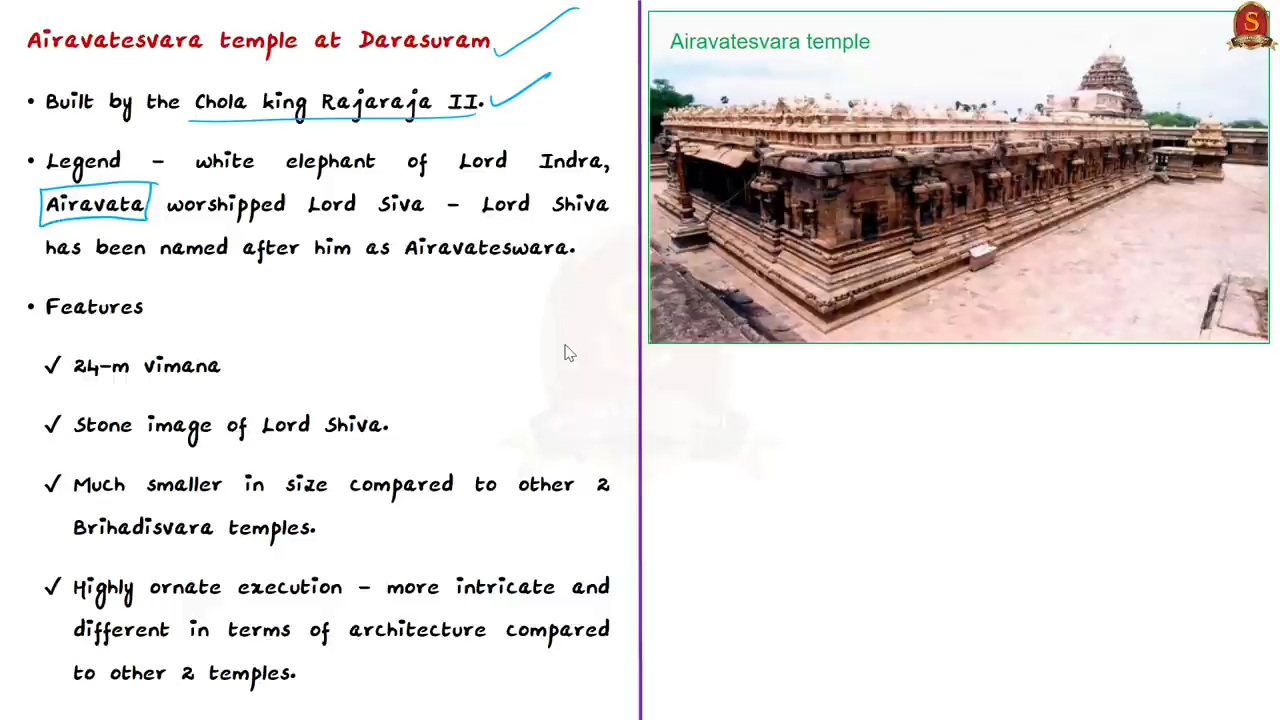 Airavatesvara temple at Darasuram
• Built by the Chola king Rajaraja II.
• Legend – white elephant of Lord Indra,
Airavata worshipped Lord Siva – Lord Shiva
has been named after him as Airavateswara.
• Features
✓ 24-m vimana
✓ Stone image of Lord Shiva.
✓ Much smaller in size compared to other 2
Brihadisvara temples.
✓ Highly ornate execution – more intricate and
different in terms of architecture compared
to other 2 temples.
Airavatesvara temple
S